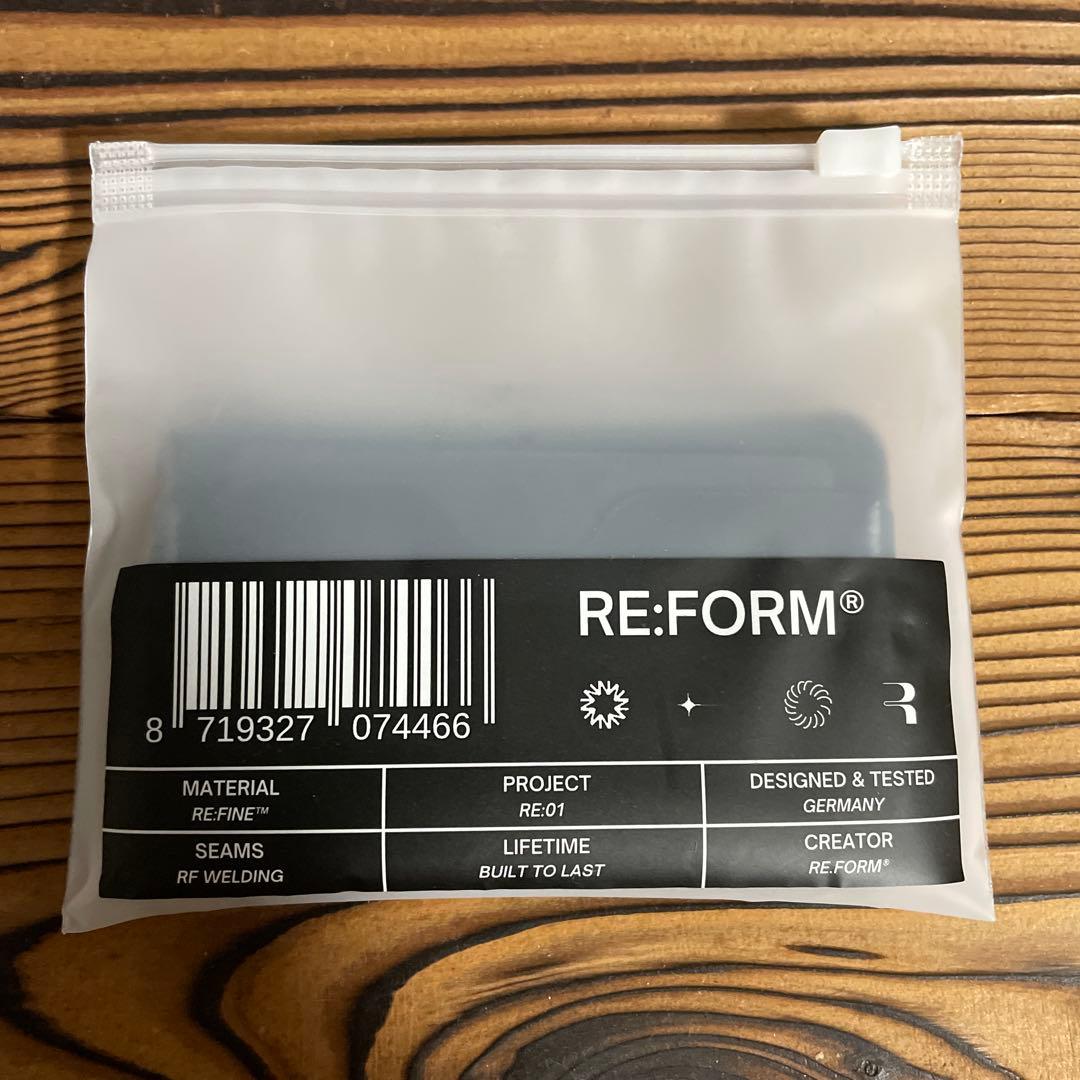 RE:FORM®
8 719327 074466
MATERIAL
RE:FINE™
PROJECT
RE:01
DESIGNED & TESTED
GERMANY
SEAMS
RF WELDING
LIFETIME
BUILT TO LAST
CREATOR
RE.FORM®